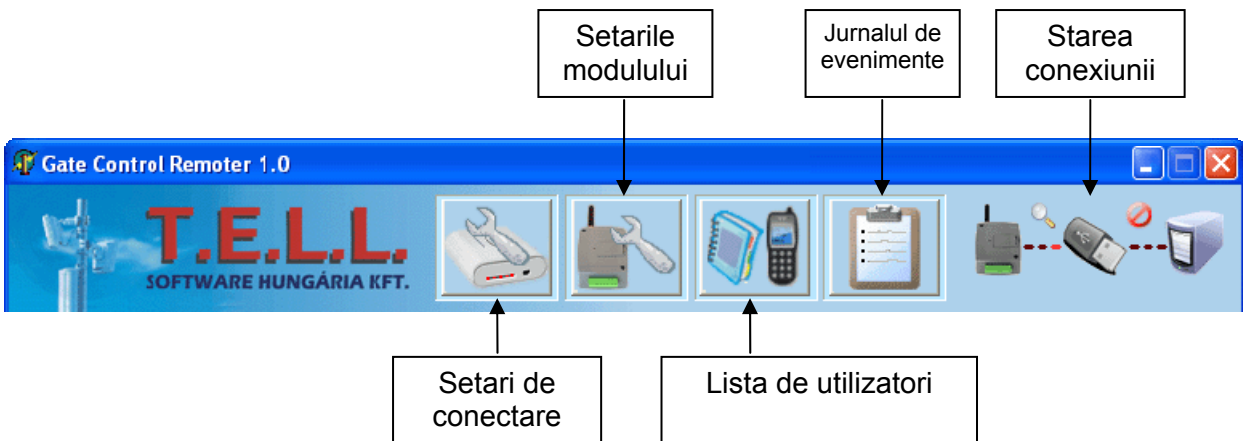 Setarile
modulului
Jurnalul de
evenimente
Starea
conexiunii
Gate Control Remoter 1.0
T.E.L.L.
SOFTWARE HUNGÁRIA KFT.
Setari de
conectare
Lista de utilizatori